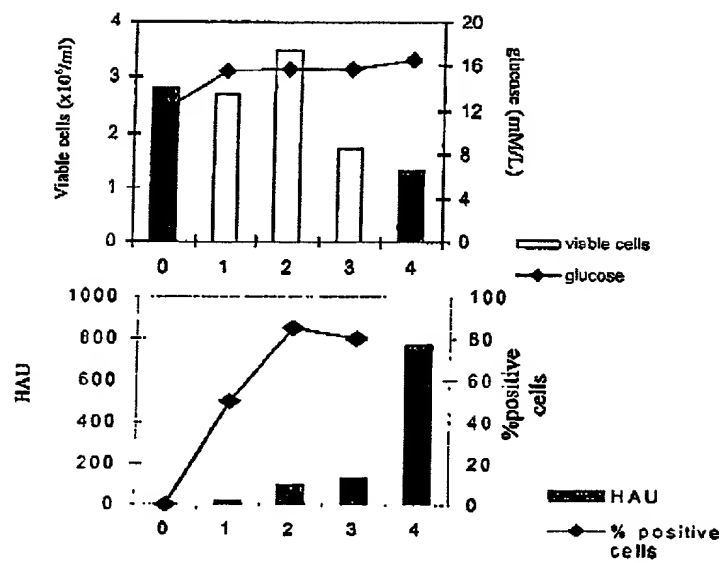 4
3
2
1
0
Viable cells (x10⁶/ml)
20
16
12
8
4
0
glucose (mM/L)
0 1 2 3 4
viable cells
glucose
1000
800
600
400
200
0
HAU
100
80
60
40
20
0
%positive
cells
0 1 2 3 4
HAU
% positive
cells